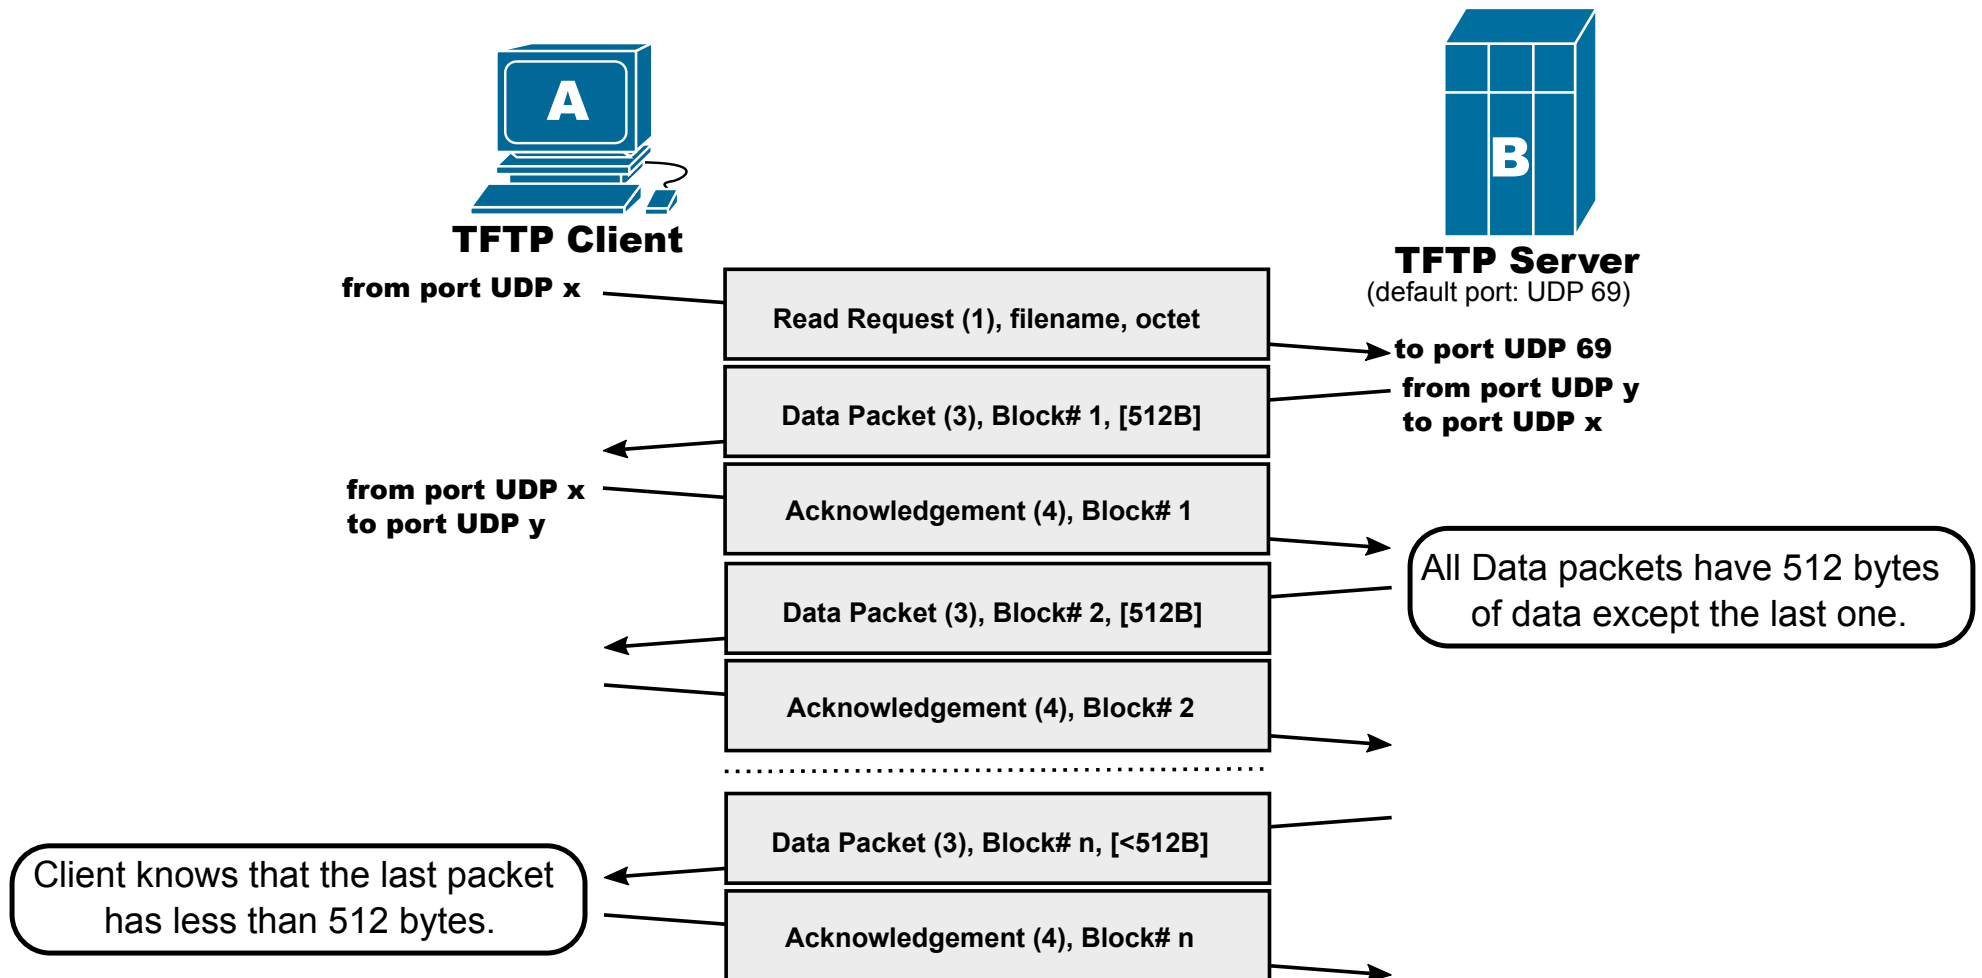 A
B
TFTP Client
TFTP Server
(default port: UDP 69)
from port UDP x
Read Request (1), filename, octet
to port UDP 69
from port UDP y
to port UDP x
Data Packet (3), Block# 1, [512B]
from port UDP x
to port UDP y
Acknowledgement (4), Block# 1
All Data packets have 512 bytes
of data except the last one.
Data Packet (3), Block# 2, [512B]
Acknowledgement (4), Block# 2
Data Packet (3), Block# n, [<512B]
Client knows that the last packet
has less than 512 bytes.
Acknowledgement (4), Block# n